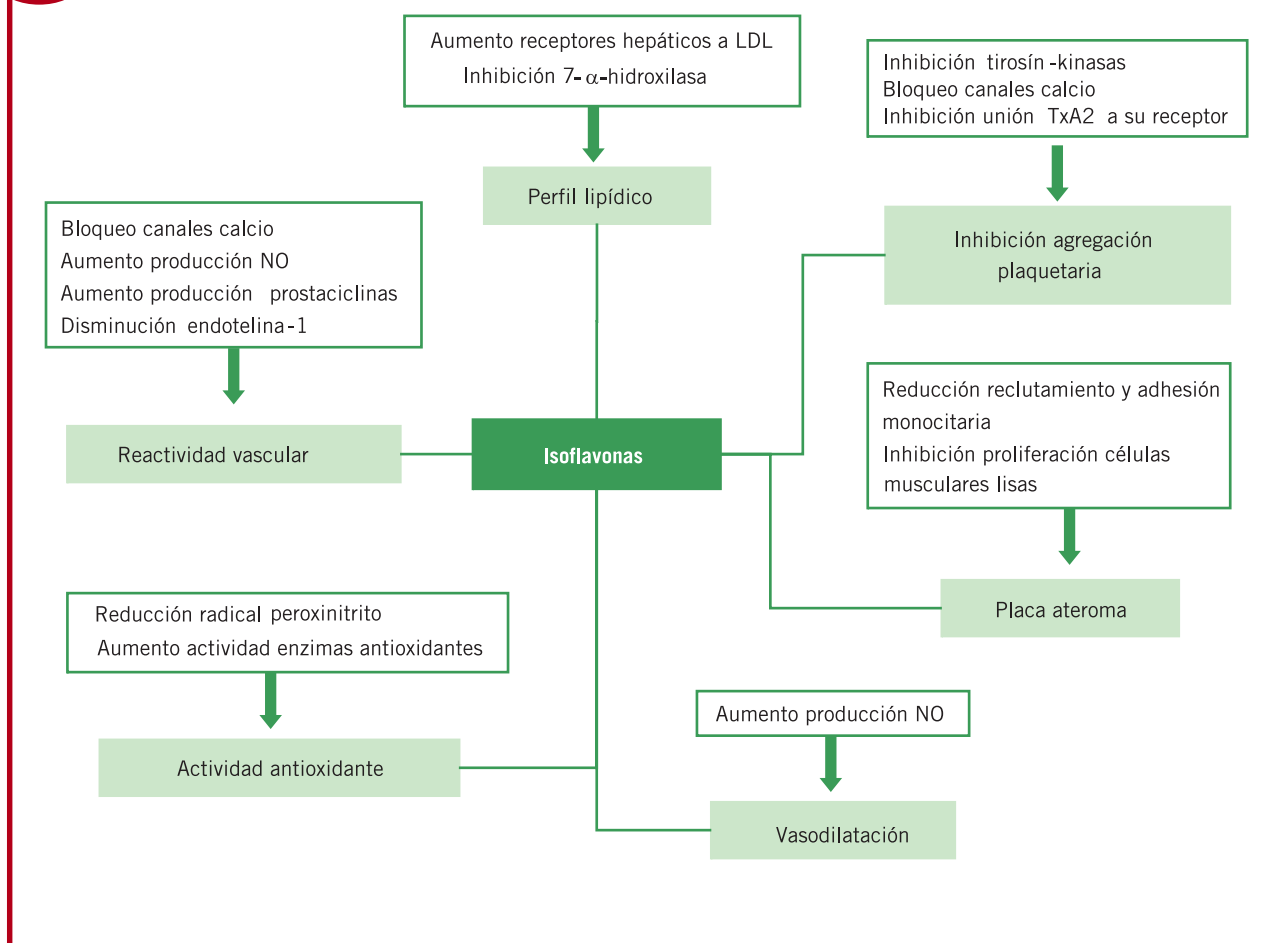 Aumento receptores hepáticos a LDL
Inhibición 7-α-hidroxilasa
Perfil lipídico
Inhibición tirosín-kinasas
Bloqueo canales calcio
Inhibición unión TxA2 a su receptor
Inhibición agregación
plaquetaria
Bloqueo canales calcio
Aumento producción NO
Aumento producción prostaciclinas
Disminución endotelina-1
Reactividad vascular
Isoflavonas
Reducción reclutamiento y adhesión
monocitaria
Inhibición proliferación células
musculares lisas
Placa ateroma
Reducción radical peroxinitrito
Aumento actividad enzimas antioxidantes
Actividad antioxidante
Aumento producción NO
Vasodilatación